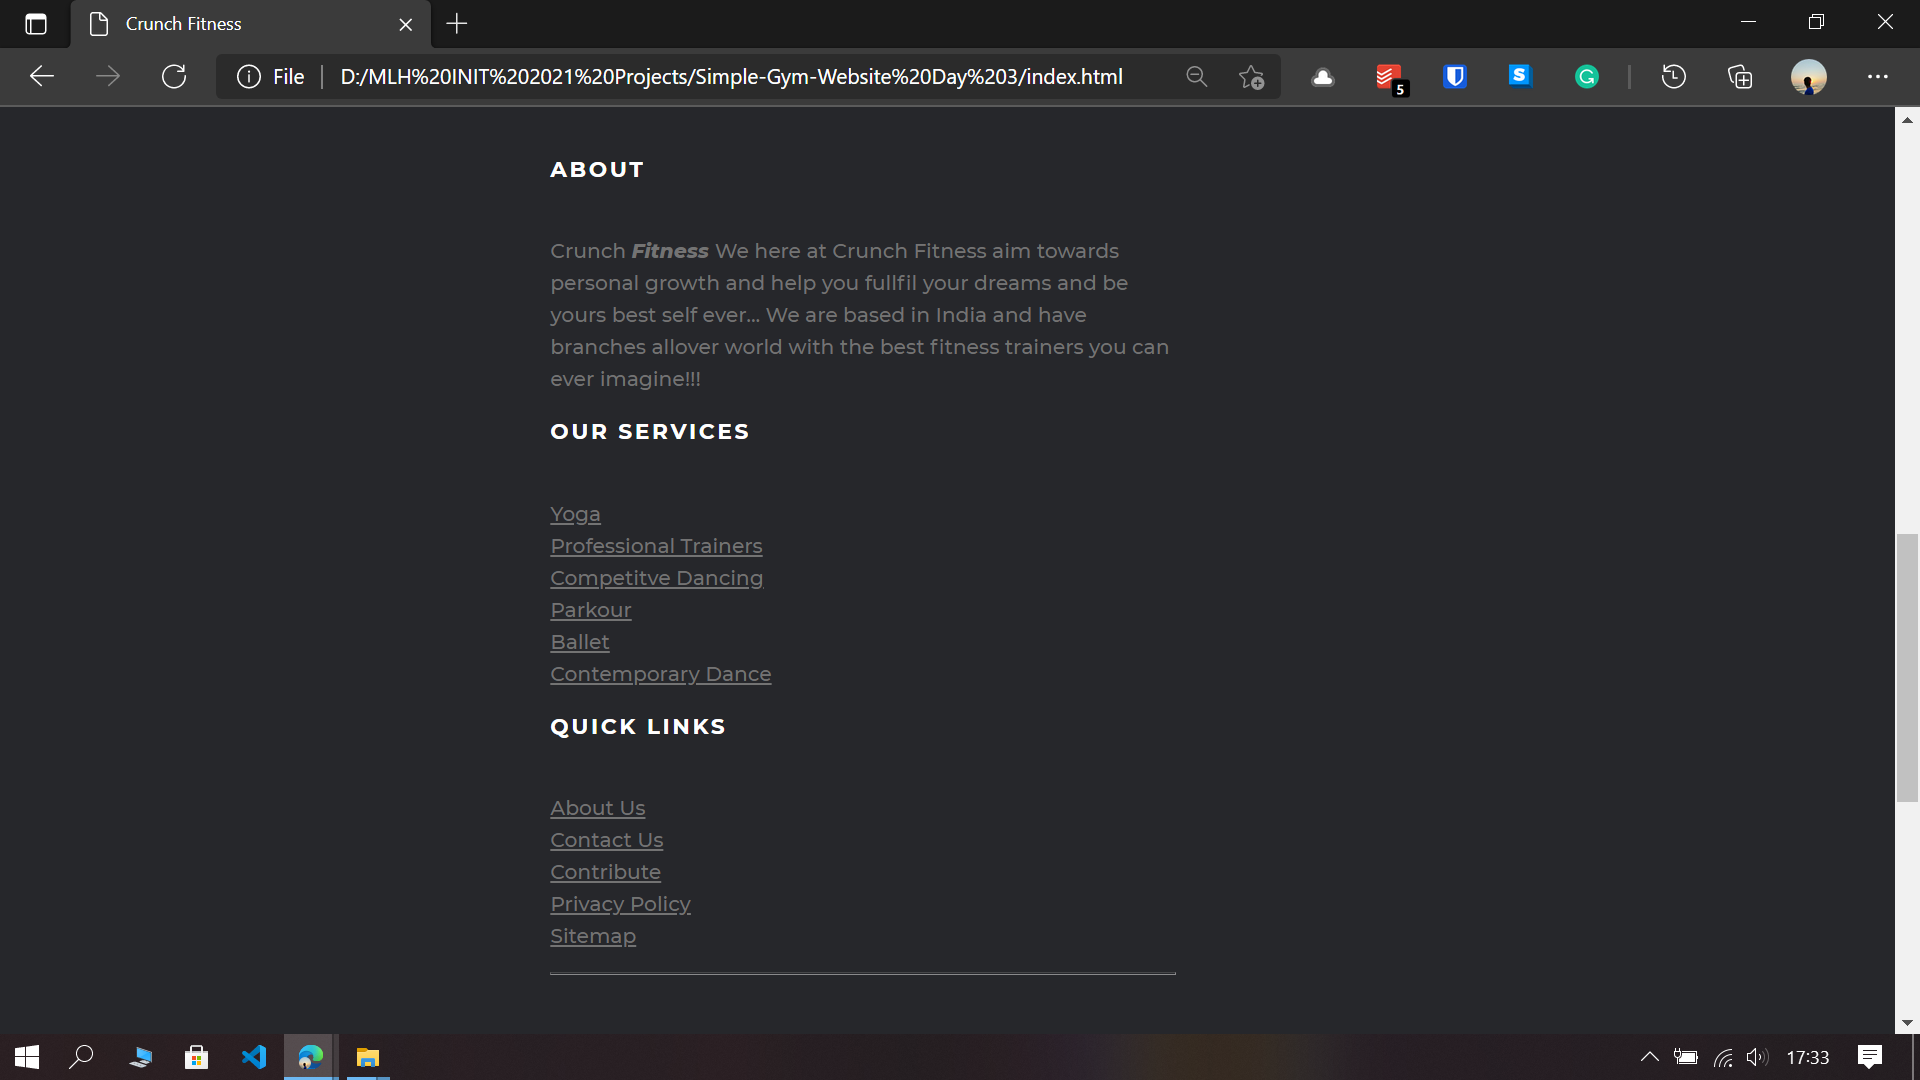 Crunch Fitness
File
D:/MLH%20INIT%202021%20Projects/Simple-Gym-Website%20Day%203/index.html
5
S
G
ABOUT
Crunch Fitness We here at Crunch Fitness aim towards
personal growth and help you fullfil your dreams and be
yours best self ever... We are based in India and have
branches allover world with the best fitness trainers you can
ever imagine!!!
OUR SERVICES
Yoga
Professional Trainers
Competitve Dancing
Parkour
Ballet
Contemporary Dance
QUICK LINKS
About Us
Contact Us
Contribute
Privacy Policy
Sitemap
17:33